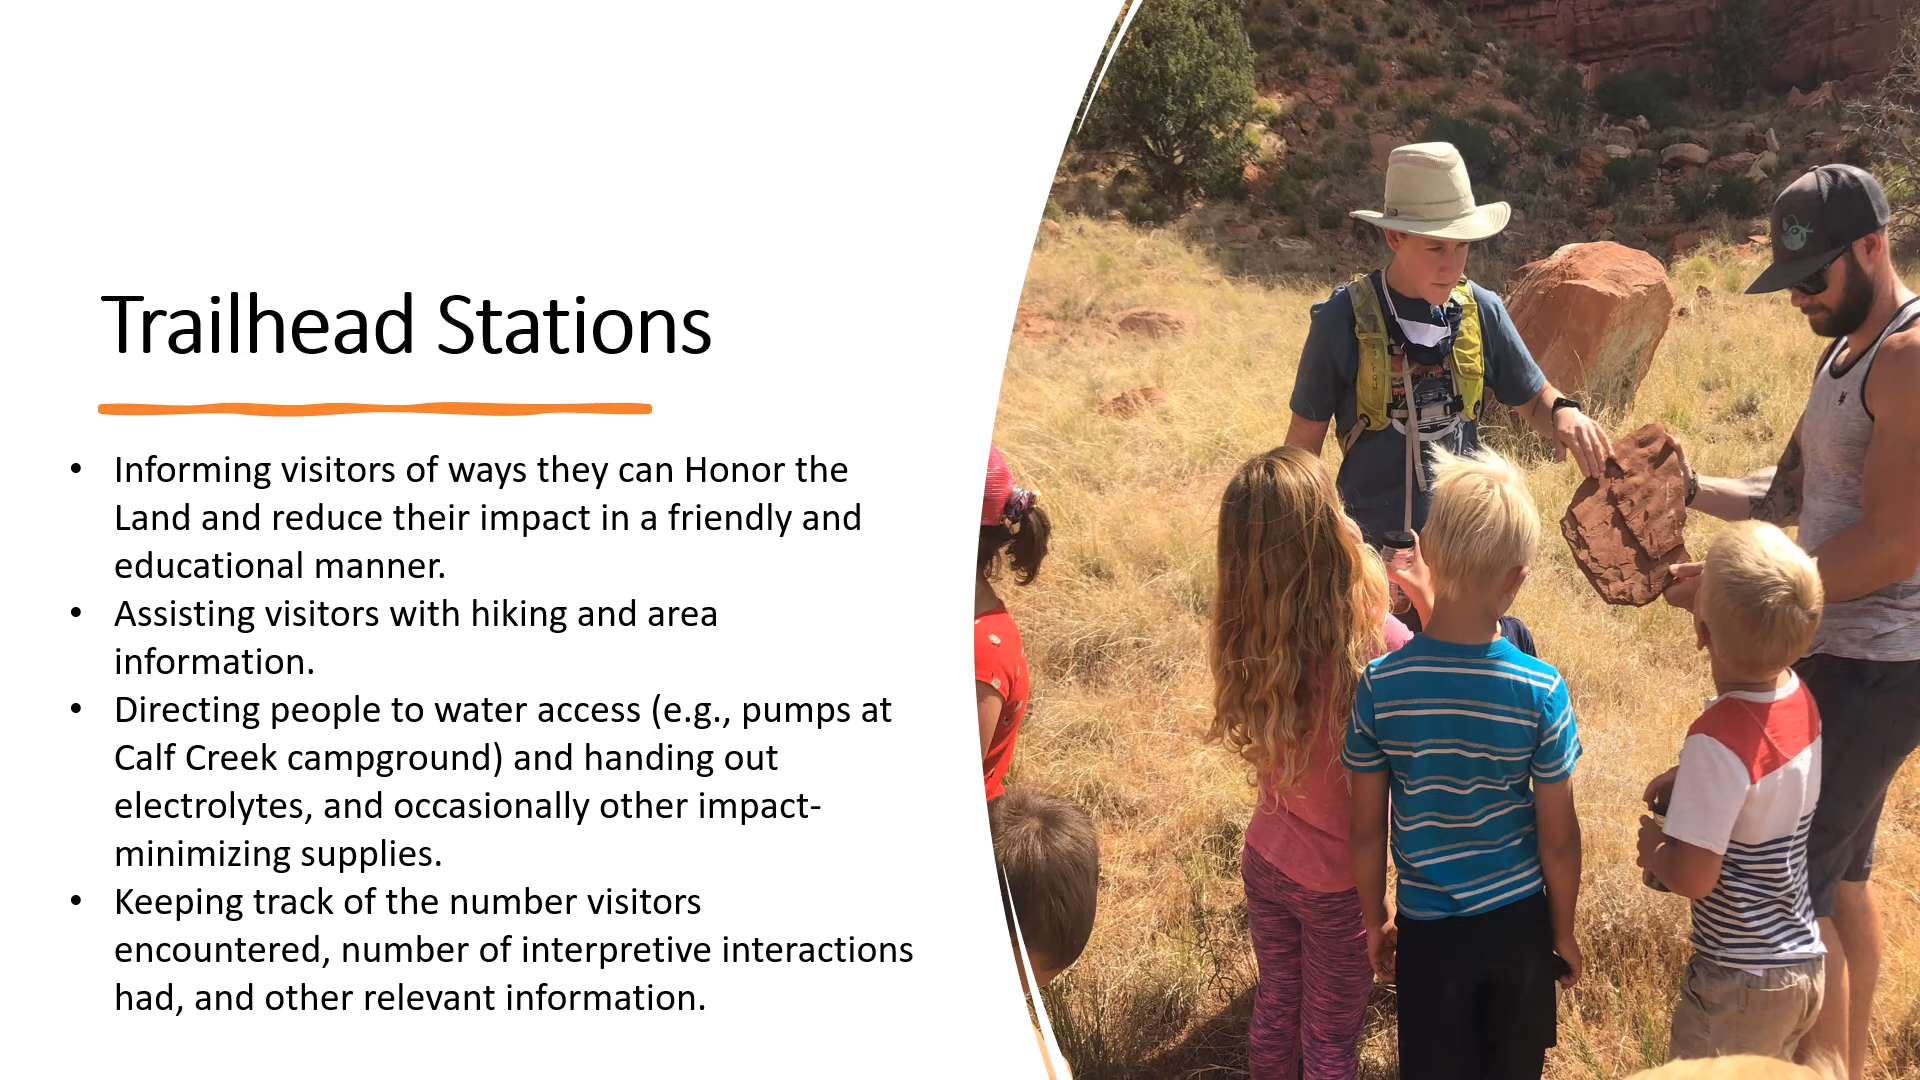 Trailhead Stations
• Informing visitors of ways they can Honor the
Land and reduce their impact in a friendly and
educational manner.
• Assisting visitors with hiking and area
information.
• Directing people to water access (e.g., pumps at
Calf Creek campground) and handing out
electrolytes, and occasionally other impact-
minimizing supplies.
• Keeping track of the number visitors
encountered, number of interpretive interactions
had, and other relevant information.